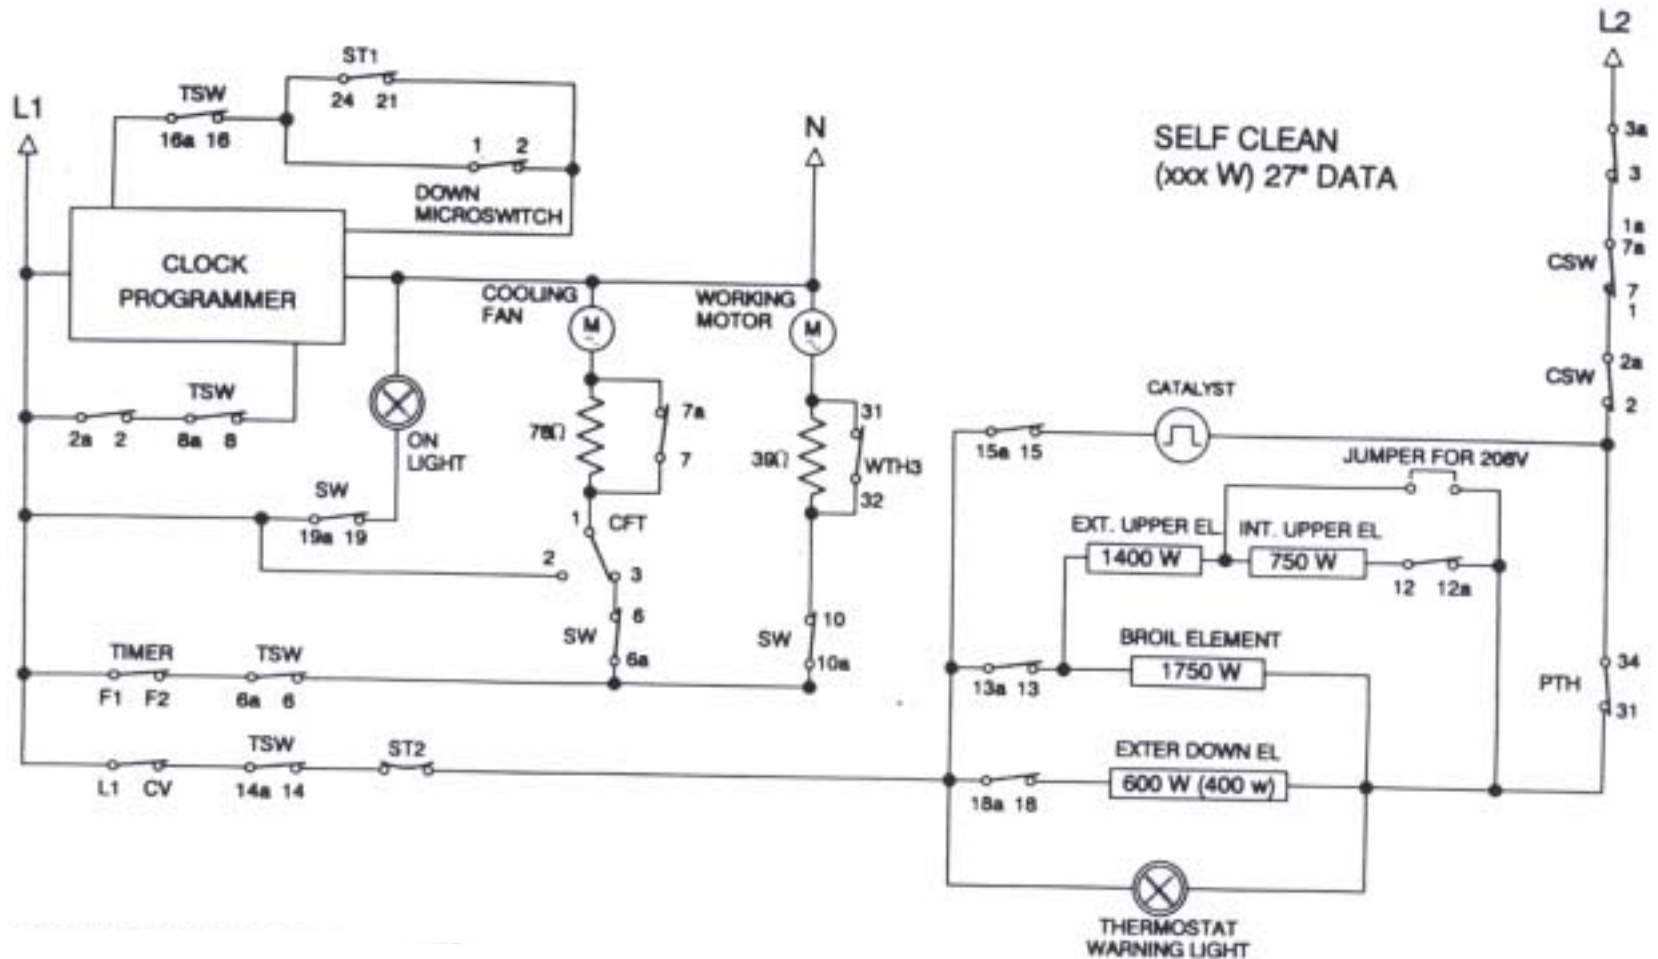 L2
ST1
L1
TSW
24 21
N
3a
16a 16
1 2
SELF CLEAN
(xxx W) 27" DATA
3
DOWN
MICROSWITCH
1a
7a
CLOCK
PROGRAMMER
CSW
7
1
COOLING
FAN
M
WORKING
MOTOR
M
2a
CSW
2
TSW
2a 2 8a 8
CATALYST
ON
LIGHT
78Ω
7a
7
39Ω
31
WTH3
32
15a 15
JUMPER FOR 208V
SW
19a 19
1
CFT
2
3
EXT. UPPER EL
INT. UPPER EL
1400 W
750 W
12 12a
6
SW
6a
10
SW
10a
BROIL ELEMENT
1750 W
13a 13
34
PTH
31
TIMER
TSW
F1 F2
6a 6
TSW
ST2
L1 CV
14a 14
EXTER DOWN EL
600 W (400 w)
18a 18
THERMOSTAT
WARNING LIGHT